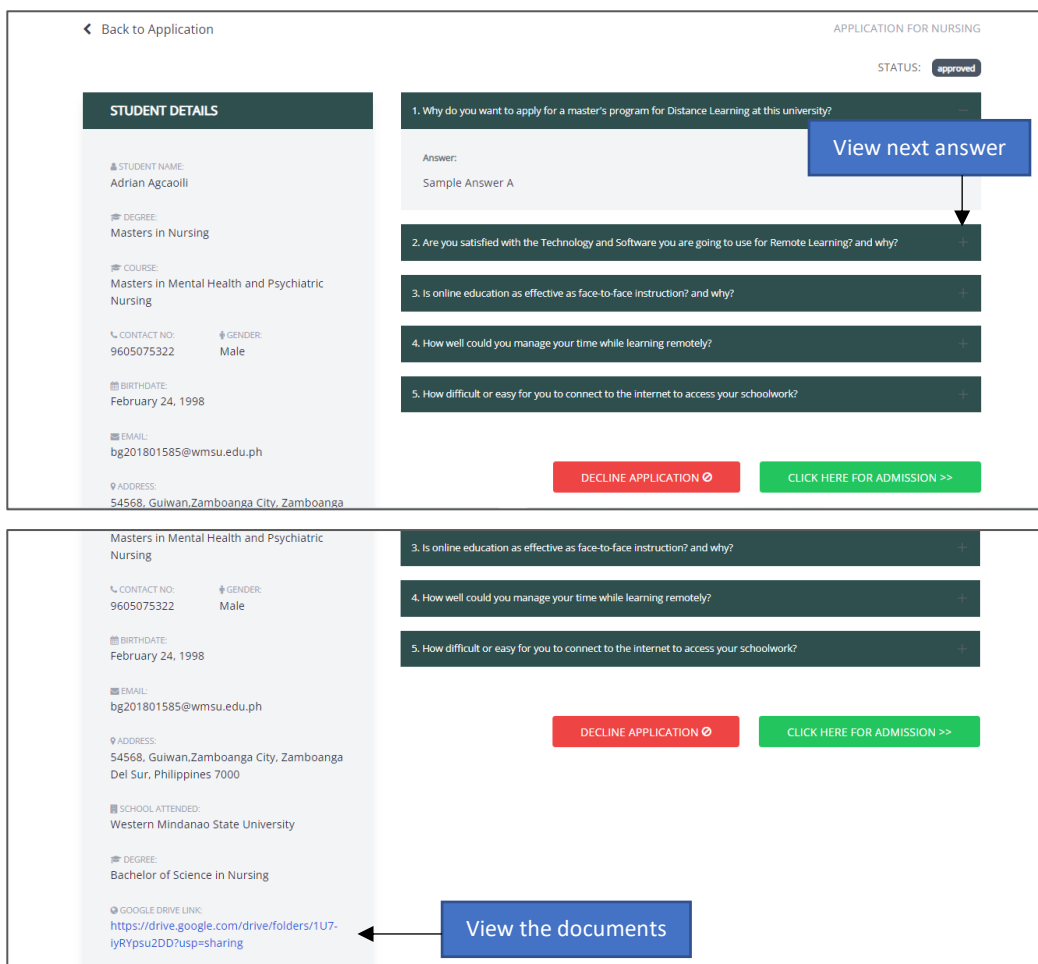 Back to Application
APPLICATION FOR NURSING
STATUS: approved
STUDENT DETAILS
STUDENT NAME:
Adrian Agcaoili
DEGREE:
Masters in Nursing
COURSE:
Masters in Mental Health and Psychiatric
Nursing
CONTACT NO: GENDER:
9605075322 Male
BIRTHDATE:
February 24, 1998
EMAIL:
bg201801585@wmsu.edu.ph
ADDRESS:
54568, Guiwan,Zamboanga City, Zamboanga
1. Why do you want to apply for a master's program for Distance Learning at this university?
View next answer
Answer:
Sample Answer A
2. Are you satisfied with the Technology and Software you are going to use for Remote Learning? and why?
3. Is online education as effective as face-to-face instruction? and why?
4. How well could you manage your time while learning remotely?
5. How difficult or easy for you to connect to the internet to access your schoolwork?
DECLINE APPLICATION
CLICK HERE FOR ADMISSION >>
Masters in Mental Health and Psychiatric
Nursing
CONTACT NO: GENDER:
9605075322 Male
BIRTHDATE:
February 24, 1998
EMAIL:
bg201801585@wmsu.edu.ph
ADDRESS:
54568, Guiwan,Zamboanga City, Zamboanga
Del Sur, Philippines 7000
SCHOOL ATTENDED:
Western Mindanao State University
DEGREE:
Bachelor of Science in Nursing
GOOGLE DRIVE LINK:
https://drive.google.com/drive/folders/1U7-
iyRYpsu2DD?usp=sharing
3. Is online education as effective as face-to-face instruction? and why?
4. How well could you manage your time while learning remotely?
5. How difficult or easy for you to connect to the internet to access your schoolwork?
DECLINE APPLICATION
CLICK HERE FOR ADMISSION >>
View the documents